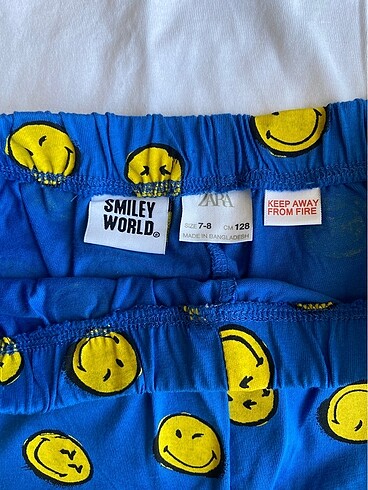 SMILEY
WORLD®
ZARA
SIZE 7-8 CM 128
MADE IN BANGLADESH
KEEP AWAY
FROM FIRE